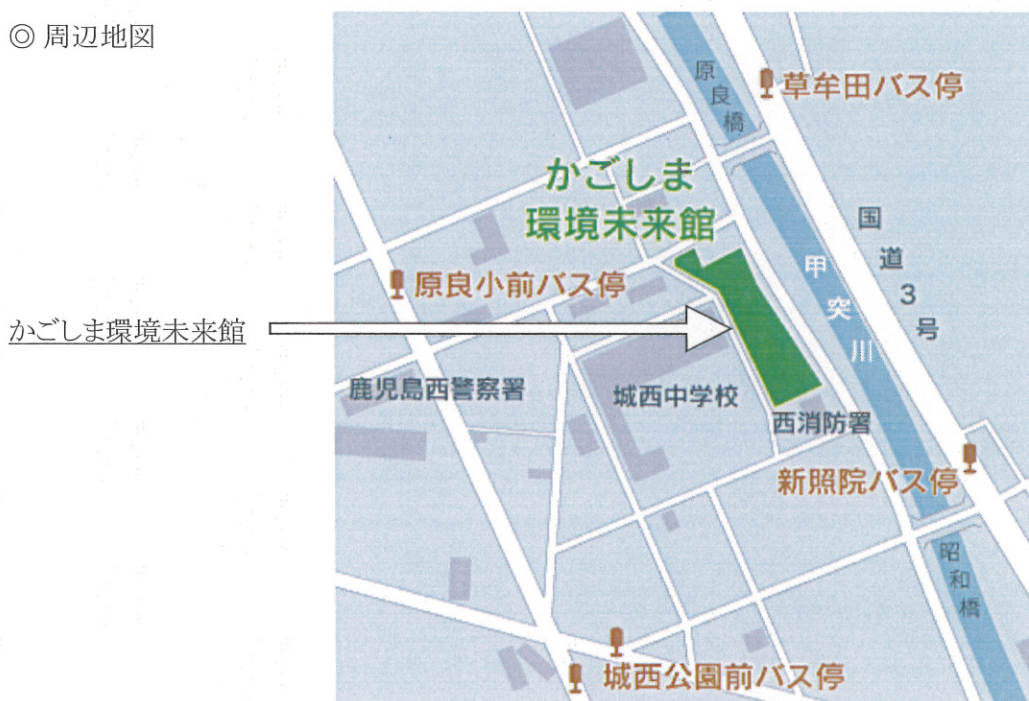 ◎ 周辺地図
原良橋
草牟田バス停
かごしま
環境未来館
国道3号
甲突川
原良小前バス停
かごしま環境未来館
鹿児島西警察署
城西中学校
西消防署
新照院バス停
昭和橋
城西公園前バス停